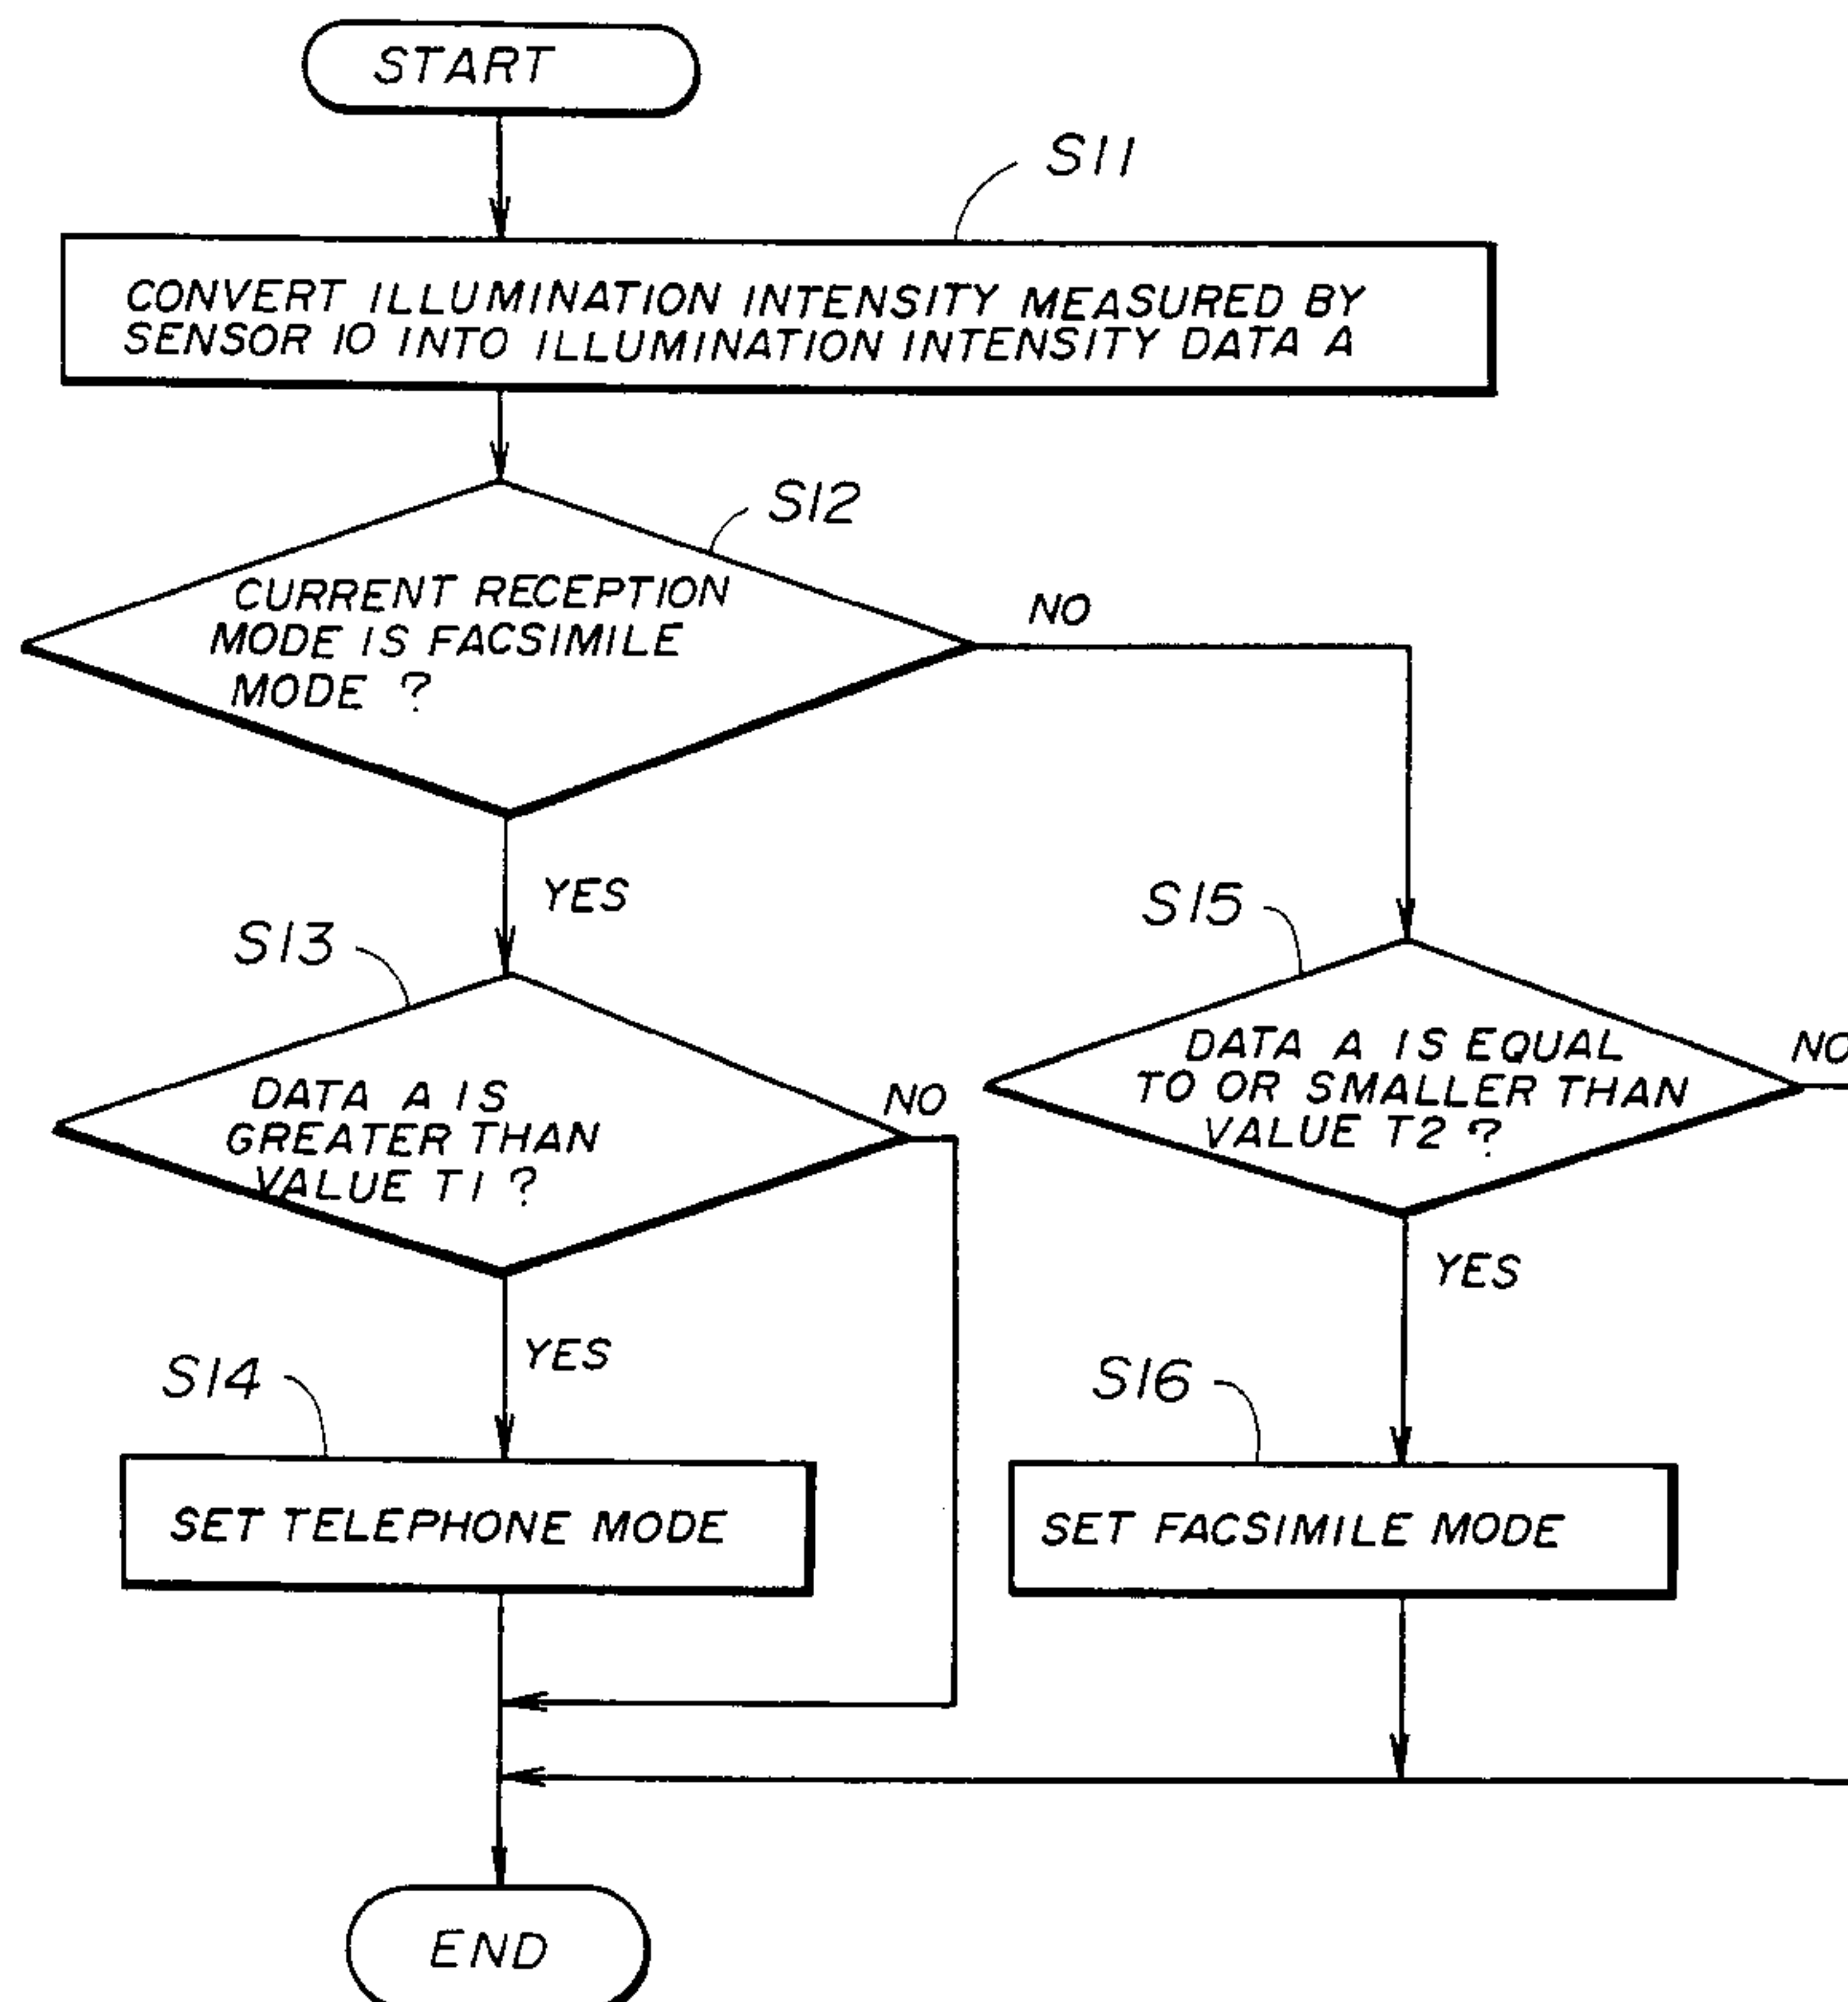 START
S11
CONVERT ILLUMINATION INTENSITY MEASURED BY
SENSOR 10 INTO ILLUMINATION INTENSITY DATA A
S12
CURRENT RECEPTION
MODE IS FACSIMILE
MODE ?
NO
YES
S13
DATA A IS
GREATER THAN
VALUE T1 ?
NO
S15
DATA A IS EQUAL
TO OR SMALLER THAN
VALUE T2 ?
NO
YES
YES
S14
SET TELEPHONE MODE
S16
SET FACSIMILE MODE
END